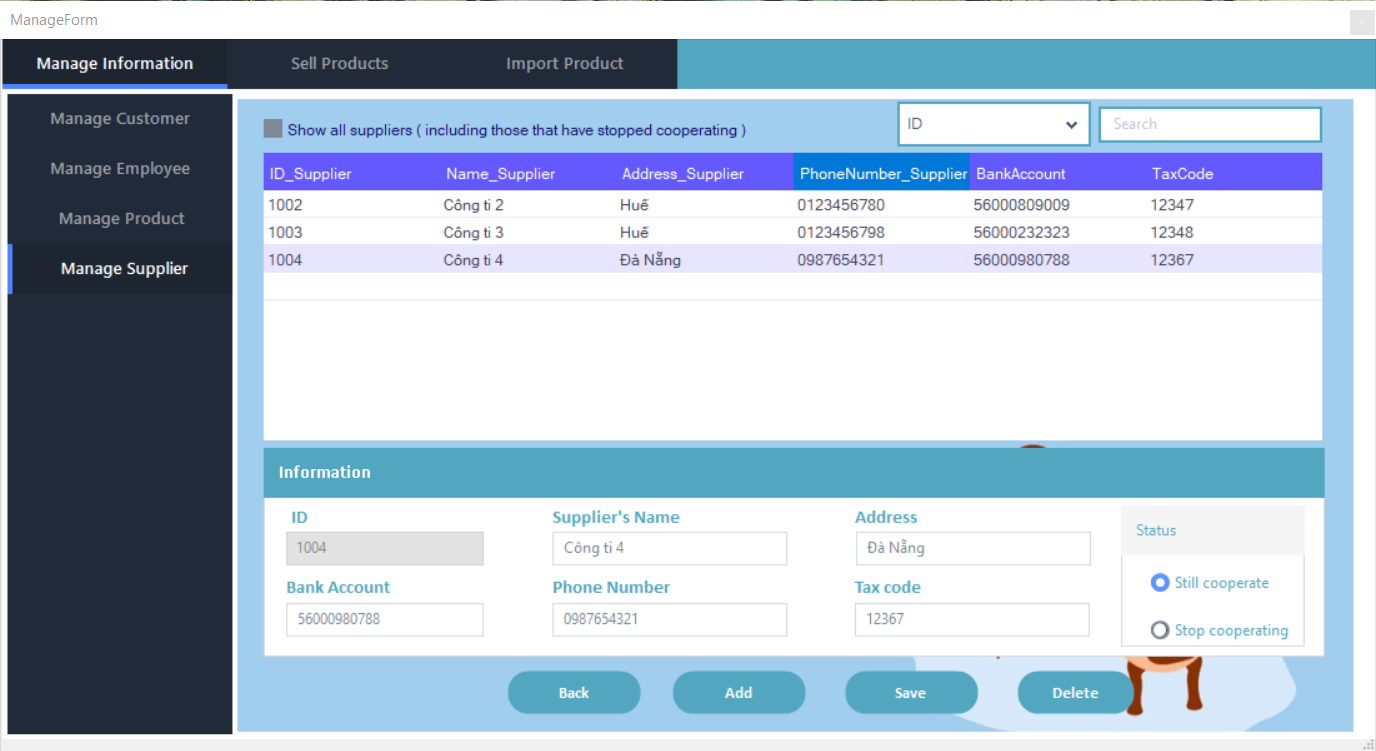 ManageForm
Manage Information Sell Products Import Product
Manage Customer
Manage Employee
Manage Product
Manage Supplier
Show all suppliers ( including those that have stopped cooperating ) ID Search
ID_Supplier Name_Supplier Address_Supplier PhoneNumber_Supplier BankAccount TaxCode
1002 Công ti 2 Huế 0123456780 56000809009 12347
1003 Công ti 3 Huế 0123456798 56000232323 12348
1004 Công ti 4 Đà Nẵng 0987654321 56000980788 12367
Information
ID Supplier's Name Address
1004 Công ti 4 Đà Nẵng
Bank Account Phone Number Tax code
56000980788 0987654321 12367
Status
Still cooperate
Stop cooperating
Back Add Save Delete